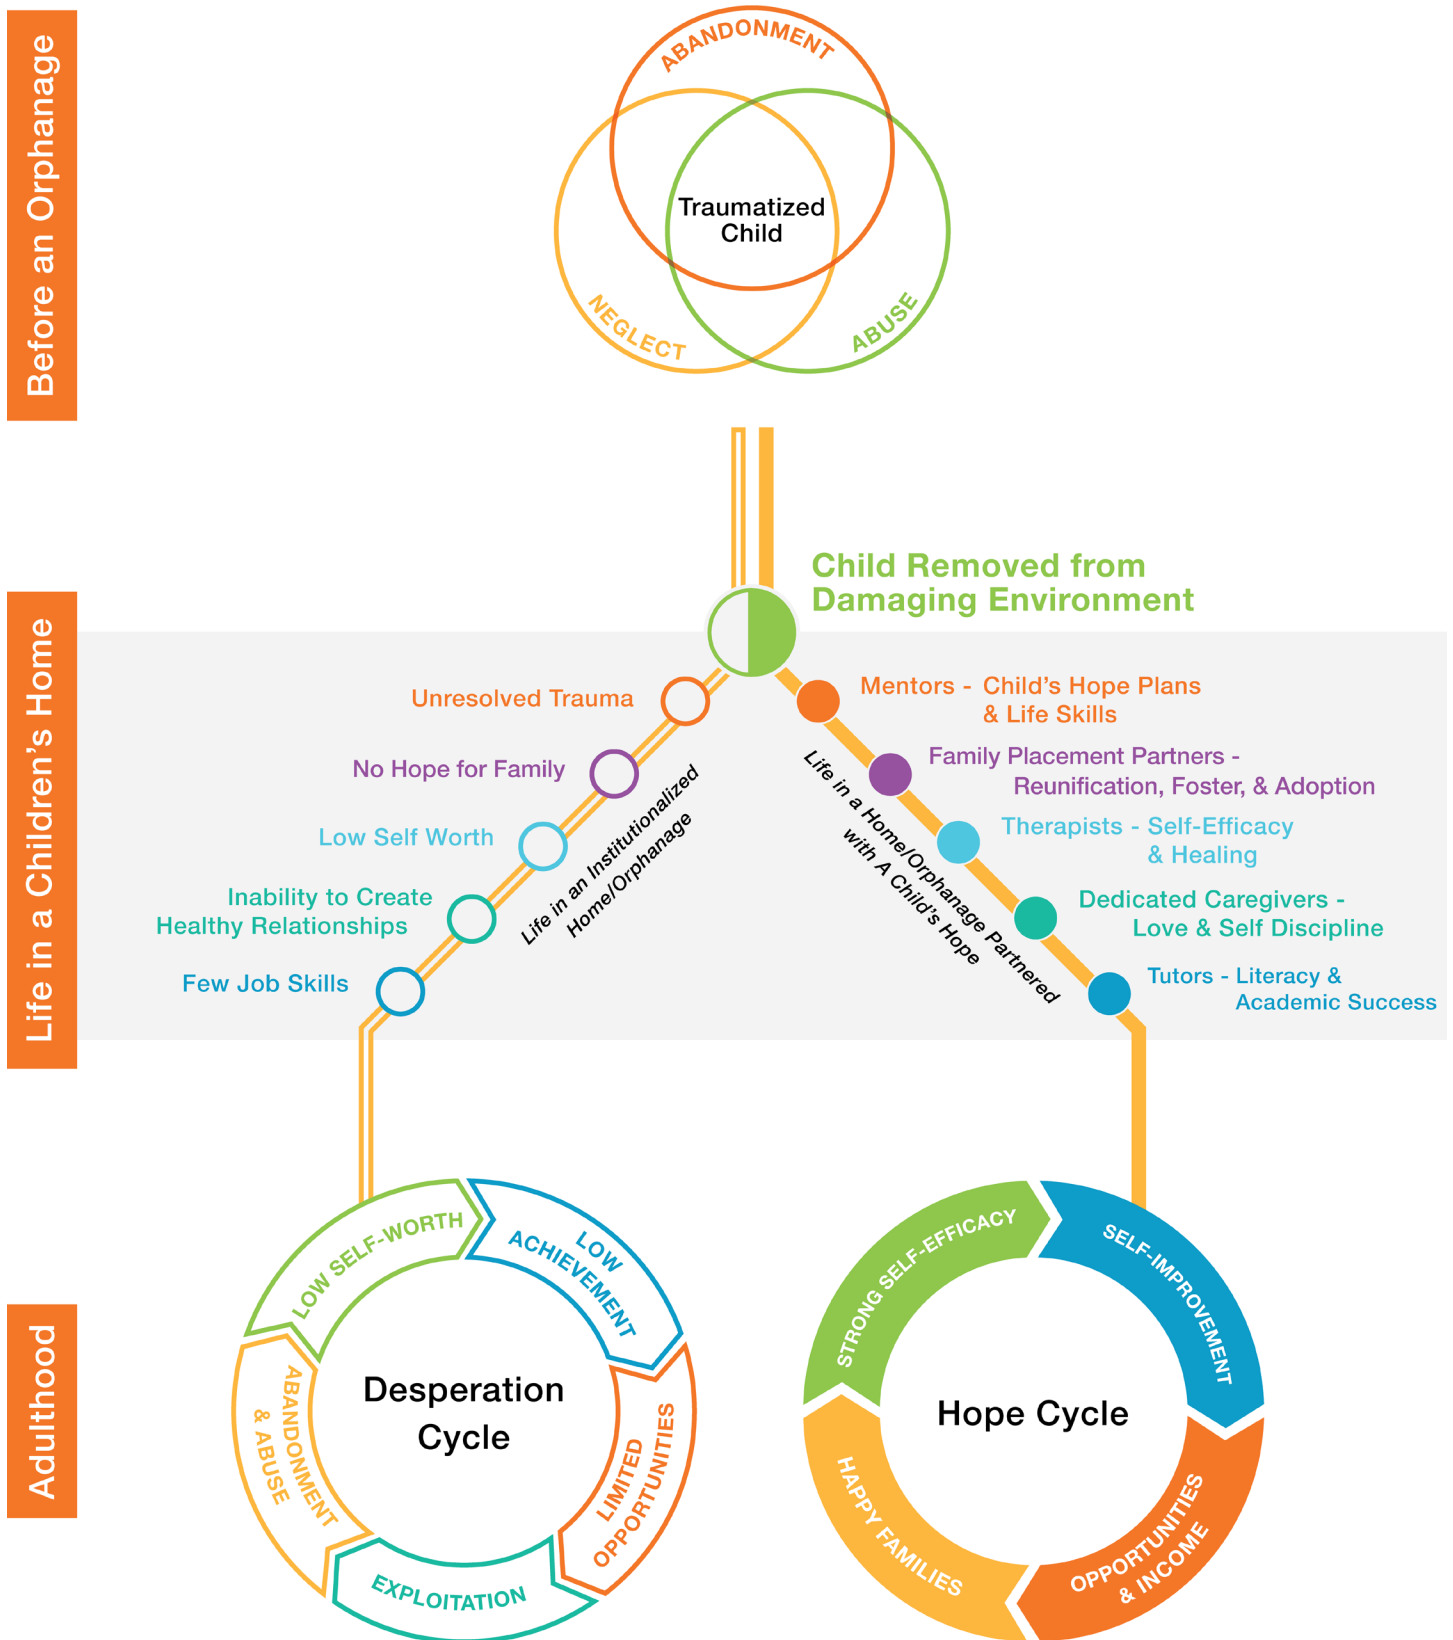 Before an Orphanage
ABANDONMENT
Traumatized
Child
NEGLECT
ABUSE
Life in a Children's Home
Child Removed from
Damaging Environment
Unresolved Trauma
No Hope for Family
Low Self Worth
Inability to Create
Healthy Relationships
Few Job Skills
Life in an Institutionalized
Home/Orphanage
Mentors - Child's Hope Plans
& Life Skills
Family Placement Partners -
Reunification, Foster, & Adoption
Therapists - Self-Efficacy
& Healing
Dedicated Caregivers -
Love & Self Discipline
Tutors - Literacy &
Academic Success
Life in a Home/Orphanage Partnered
with A Child's Hope
Adulthood
LOW SELF-WORTH
LOW
ACHIEVEMENT
LIMITED
OPPORTUNITIES
EXPLOITATION
ABANDONMENT
& ABUSE
Desperation
Cycle
STRONG SELF-EFFICACY
SELF-IMPROVEMENT
OPPORTUNITIES
& INCOME
HAPPY FAMILIES
Hope Cycle